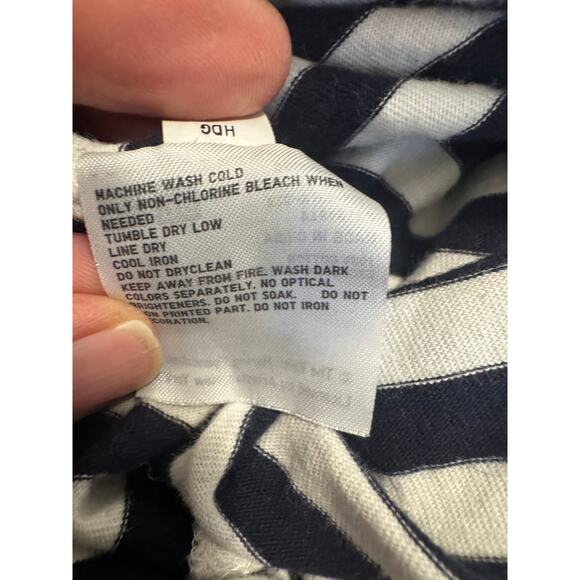 HDG
MACHINE WASH COLD
ONLY NON-CHLORINE BLEACH WHEN
NEEDED
TUMBLE DRY LOW
LINE DRY
COOL IRON
DO NOT DRYCLEAN
KEEP AWAY FROM FIRE. WASH DARK
COLORS SEPARATELY. NO OPTICAL
BRIGHTENERS. DO NOT SOAK. DO NOT
PRINTED PART. DO NOT IRON